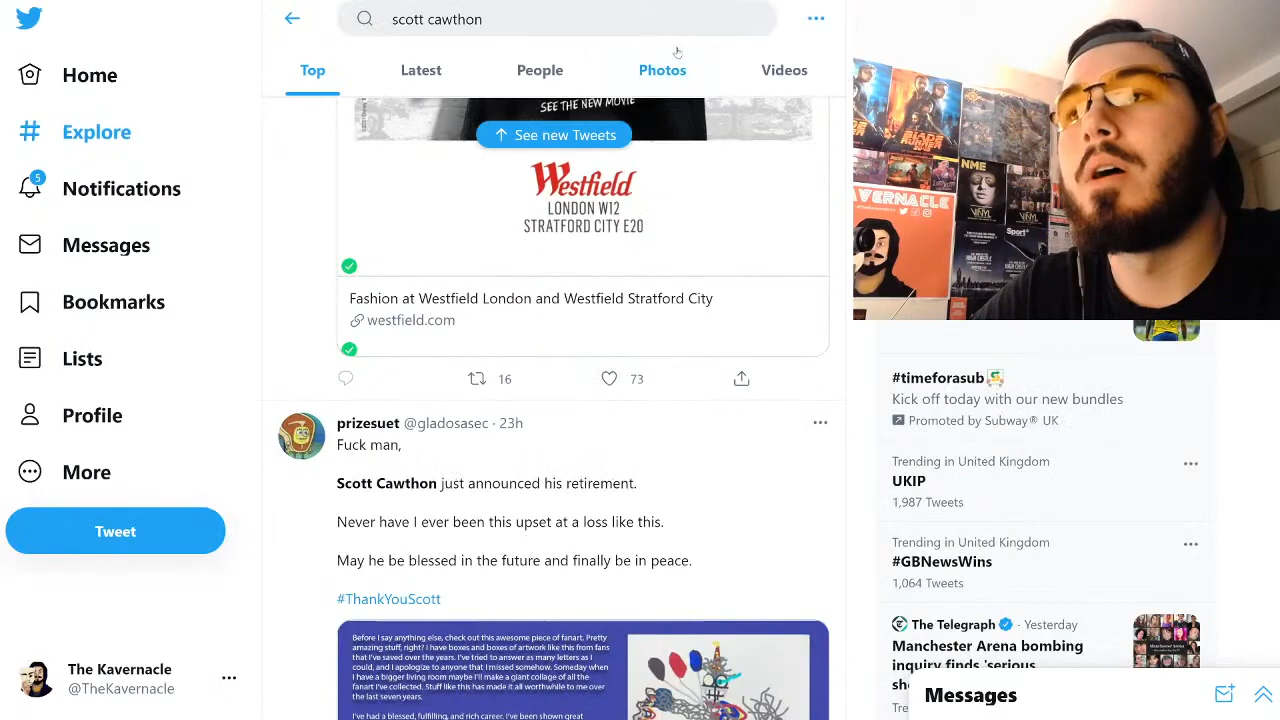 scott cawthon
Top
Latest
People
Photos
Videos
Home
Explore
5
Notifications
Messages
Bookmarks
Lists
Profile
More
Tweet
The Kavernacle
@TheKavernacle
SEE THE NEW MOVIE
See new Tweets
Westfield
LONDON W12
STRATFORD CITY E20
Fashion at Westfield London and Westfield Stratford City
westfield.com
16
73
prizesuet @gladosasec · 23h
Fuck man,
Scott Cawthon just announced his retirement.
Never have I ever been this upset at a loss like this.
May he be blessed in the future and finally be in peace.
#ThankYouScott
Before I say anything else, check out this awesome piece of fanart. Pretty
amazing stuff, right? I have boxes and boxes of artwork like this from fans
that I've saved over the years. I've tried to answer as many letters as I
could, and I apologize to anyone that I missed somehow. Someday when
I have a bigger living room maybe I'll make a giant collage of all the
fanart I've collected. Stuff like this has made it all worthwhile to me over
the last seven years.
I've had a blessed, fulfilling, and rich career. I've been shown great
BLADE
RUNNER
NME
VINYL
VINYL
Sport
AVERNACLE
#timeforasub
Kick off today with our new bundles
Promoted by Subway® UK
Trending in United Kingdom
UKIP
1,987 Tweets
Trending in United Kingdom
#GBNewsWins
1,064 Tweets
The Telegraph · Yesterday
Manchester Arena bombing
inquiry finds 'serious
Tre
Messages